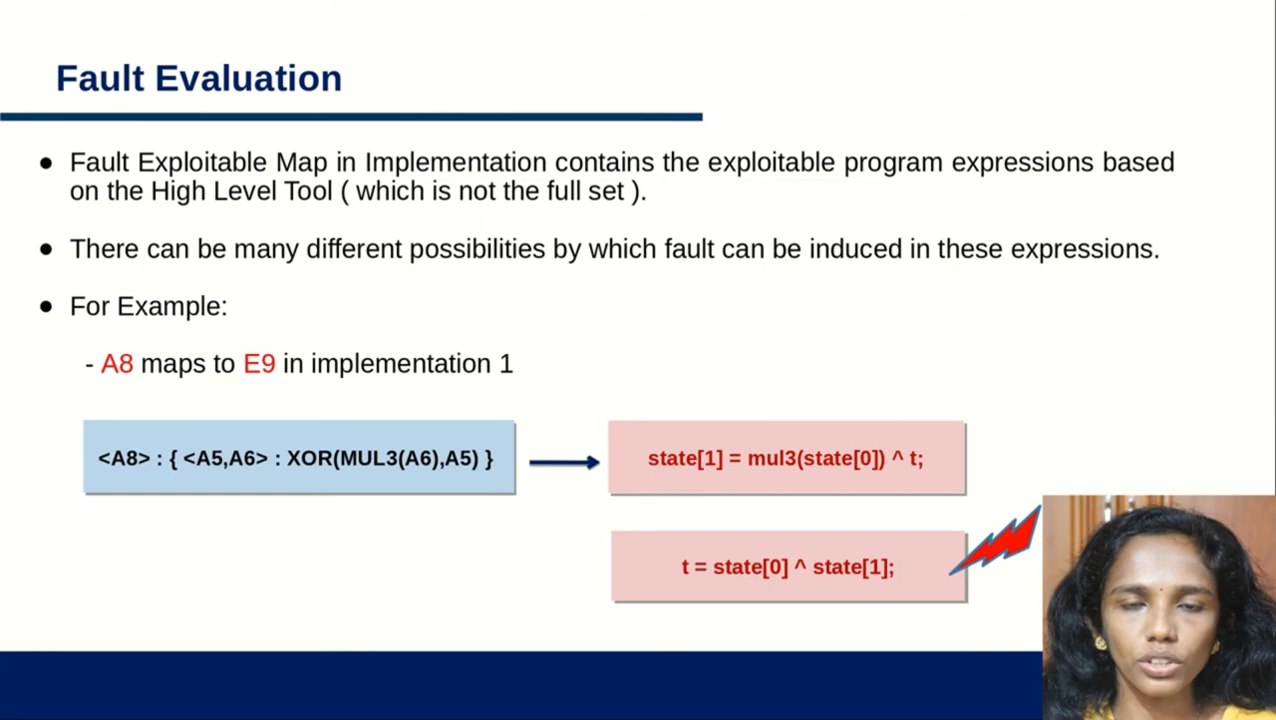 Fault Evaluation
● Fault Exploitable Map in Implementation contains the exploitable program expressions based
on the High Level Tool ( which is not the full set ).
● There can be many different possibilities by which fault can be induced in these expressions.
● For Example:
- A8 maps to E9 in implementation 1
<A8> : { <A5,A6> : XOR(MUL3(A6),A5) }
state[1] = mul3(state[0]) ^ t;
t = state[0] ^ state[1];